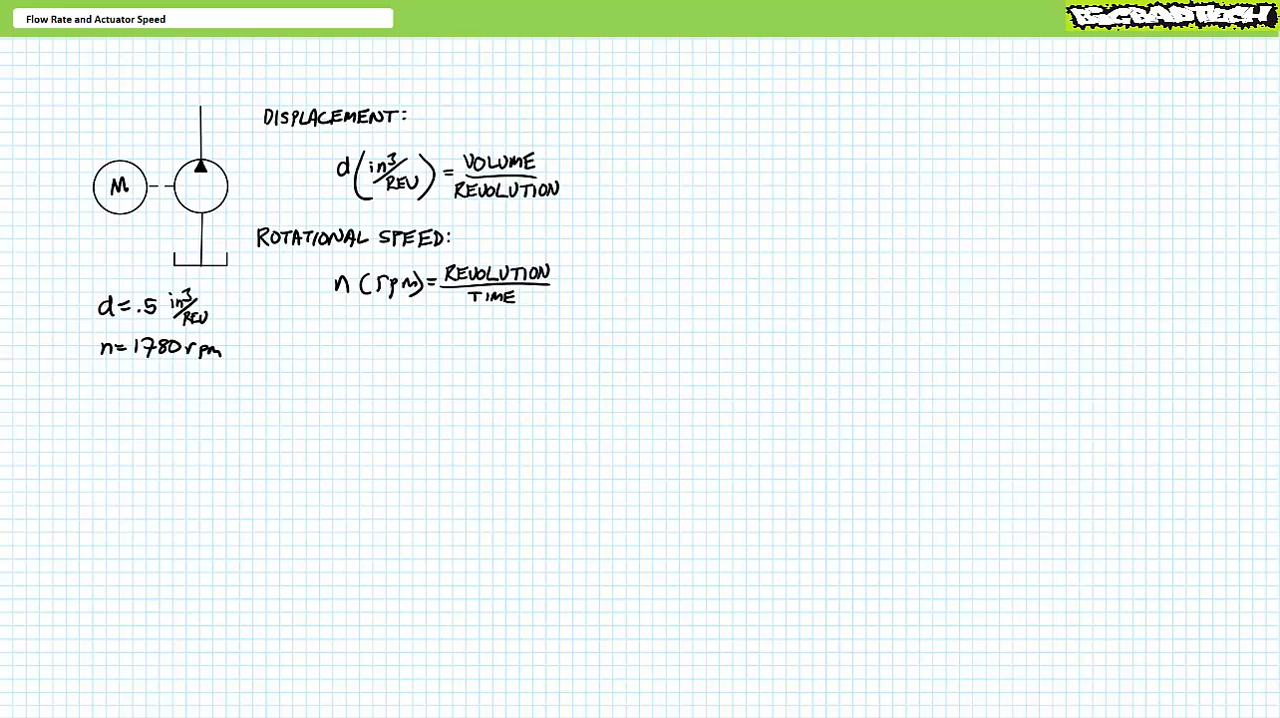 Flow Rate and Actuator Speed
BIGBADTECH
DISPLACEMENT:
d (in³/REV) = VOLUME/REVOLUTION
M
ROTATIONAL SPEED:
n (rpm) = REVOLUTION/TIME
d = .5 in³/REV
n = 1780 rpm